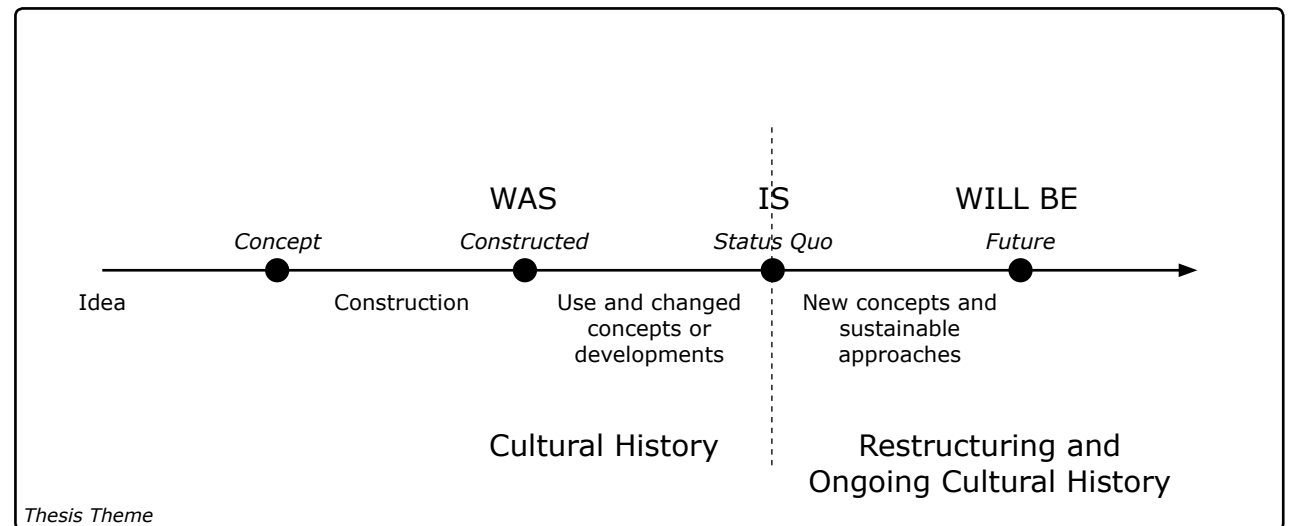 WAS IS WILL BE
Concept Constructed Status Quo Future
Idea Construction Use and changed New concepts and
concepts or sustainable
developments approaches
Cultural History Restructuring and
Ongoing Cultural History
Thesis Theme